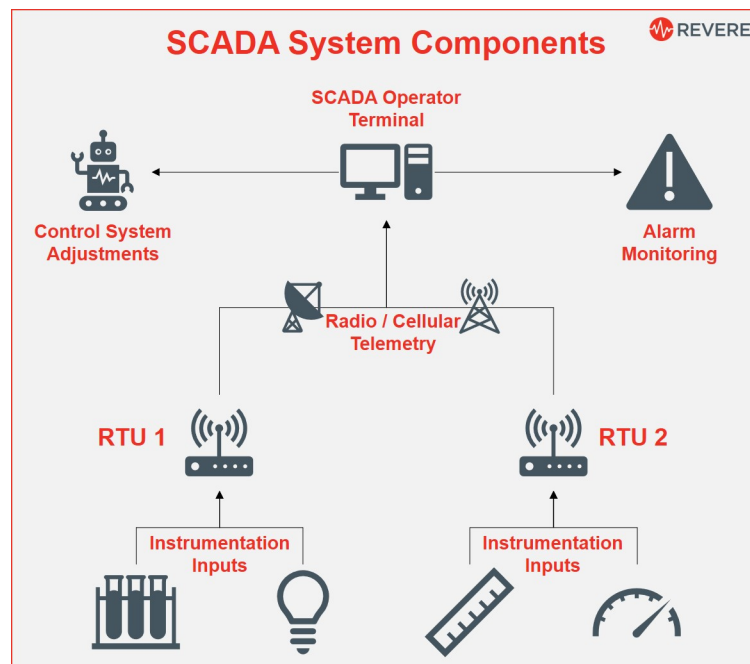 SCADA System Components
REVERE
SCADA Operator
Terminal
Control System
Adjustments
Alarm
Monitoring
Radio / Cellular
Telemetry
RTU 1
RTU 2
Instrumentation
Inputs
Instrumentation
Inputs